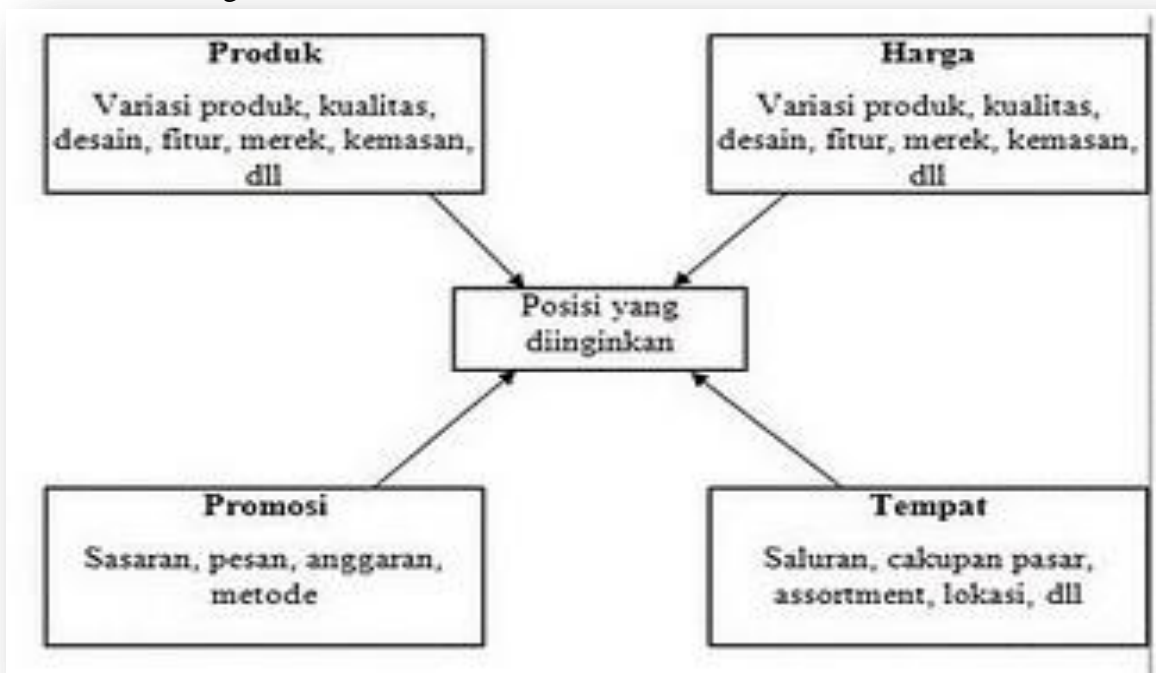 Produk
Variasi produk, kualitas,
desain, fitur, merek, kemasan,
dll
Harga
Variasi produk, kualitas,
desain, fitur, merek, kemasan,
dll
Posisi yang
diinginkan
Promosi
Sasaran, pesan, anggaran,
metode
Tempat
Saluran, cakupan pasar,
assortment, lokasi, dll